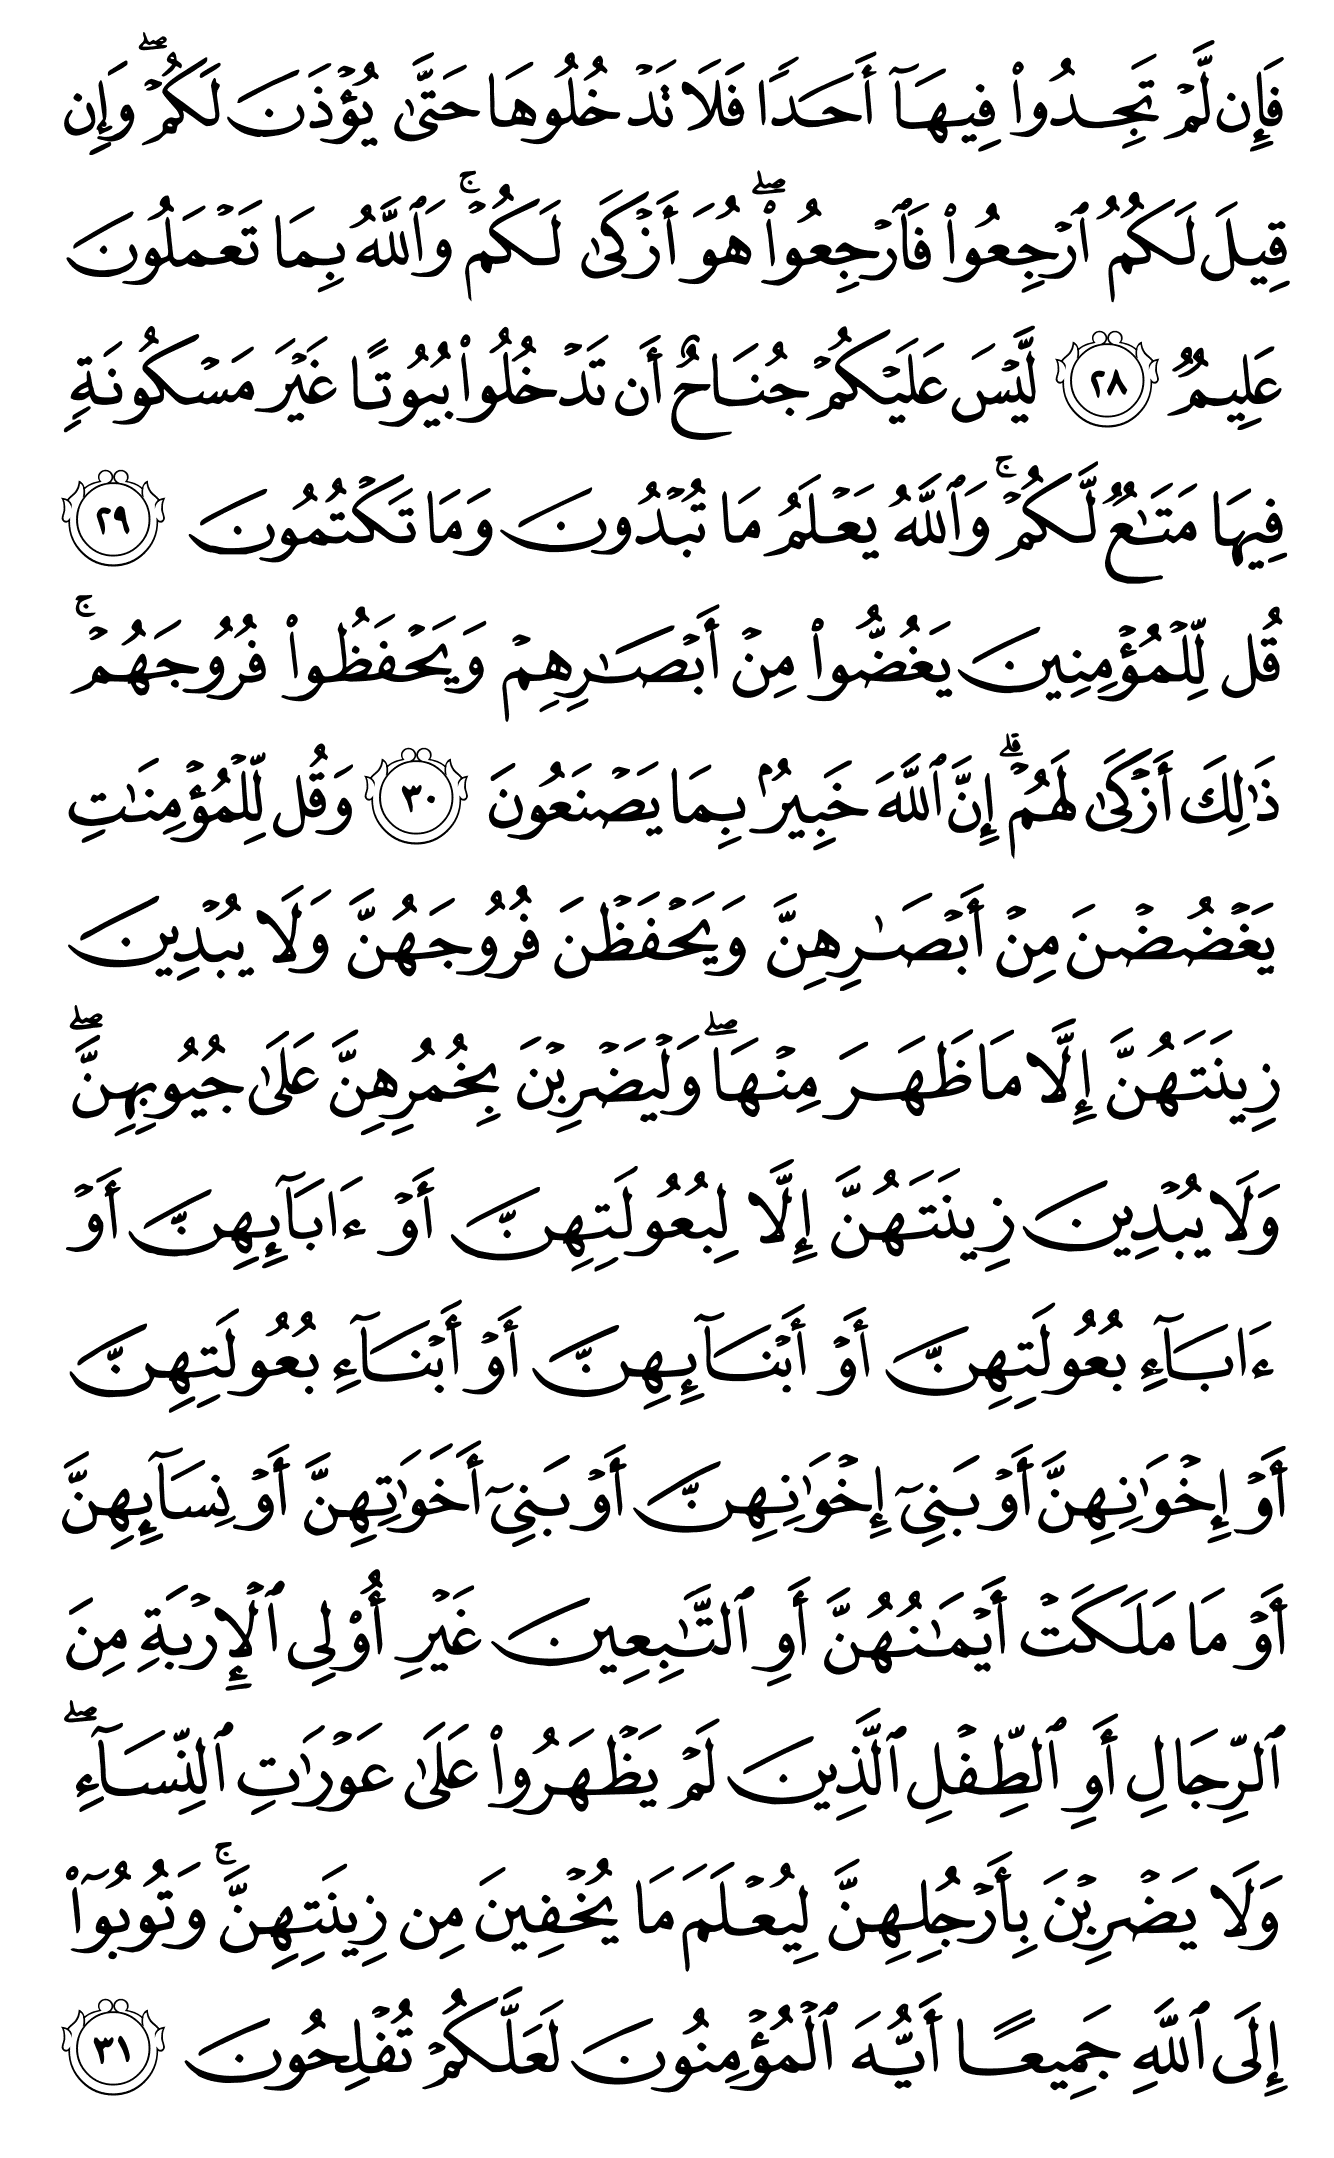 فَإِن لَّمْ تَجِدُوا۟ فِيهَآ أَحَدًا فَلَا تَدْخُلُوهَا حَتَّىٰ يُؤْذَنَ لَكُمْ ۖ وَإِن
قِيلَ لَكُمُ ٱرْجِعُوا۟ فَٱرْجِعُوا۟ ۖ هُوَ أَزْكَىٰ لَكُمْ ۚ وَٱللَّهُ بِمَا تَعْمَلُونَ
عَلِيمٌ ٢٨ لَّيْسَ عَلَيْكُمْ جُنَاحٌ أَن تَدْخُلُوا۟ بُيُوتًا غَيْرَ مَسْكُونَةٍ
فِيهَا مَتَـٰعٌ لَّكُمْ ۚ وَٱللَّهُ يَعْلَمُ مَا تُبْدُونَ وَمَا تَكْتُمُونَ ٢٩
قُل لِّلْمُؤْمِنِينَ يَغُضُّوا۟ مِنْ أَبْصَـٰرِهِمْ وَيَحْفَظُوا۟ فُرُوجَهُمْ ۚ
ذَٰلِكَ أَزْكَىٰ لَهُمْ ۗ إِنَّ ٱللَّهَ خَبِيرٌۢ بِمَا يَصْنَعُونَ ٣٠ وَقُل لِّلْمُؤْمِنَـٰتِ
يَغْضُضْنَ مِنْ أَبْصَـٰرِهِنَّ وَيَحْفَظْنَ فُرُوجَهُنَّ وَلَا يُبْدِينَ
زِينَتَهُنَّ إِلَّا مَا ظَهَرَ مِنْهَا ۖ وَلْيَضْرِبْنَ بِخُمُرِهِنَّ عَلَىٰ جُيُوبِهِنَّ ۖ
وَلَا يُبْدِينَ زِينَتَهُنَّ إِلَّا لِبُعُولَتِهِنَّ أَوْ ءَابَآئِهِنَّ أَوْ
ءَابَآءِ بُعُولَتِهِنَّ أَوْ أَبْنَآئِهِنَّ أَوْ أَبْنَآءِ بُعُولَتِهِنَّ
أَوْ إِخْوَٰنِهِنَّ أَوْ بَنِىٓ إِخْوَٰنِهِنَّ أَوْ بَنِىٓ أَخَوَٰتِهِنَّ أَوْ نِسَآئِهِنَّ
أَوْ مَا مَلَكَتْ أَيْمَـٰنُهُنَّ أَوِ ٱلتَّـٰبِعِينَ غَيْرِ أُو۟لِى ٱلْإِرْبَةِ مِنَ
ٱلرِّجَالِ أَوِ ٱلطِّفْلِ ٱلَّذِينَ لَمْ يَظْهَرُوا۟ عَلَىٰ عَوْرَٰتِ ٱلنِّسَآءِ ۖ
وَلَا يَضْرِبْنَ بِأَرْجُلِهِنَّ لِيُعْلَمَ مَا يُخْفِينَ مِن زِينَتِهِنَّ ۚ وَتُوبُوٓا۟
إِلَى ٱللَّهِ جَمِيعًا أَيُّهَ ٱلْمُؤْمِنُونَ لَعَلَّكُمْ تُفْلِحُونَ ٣١